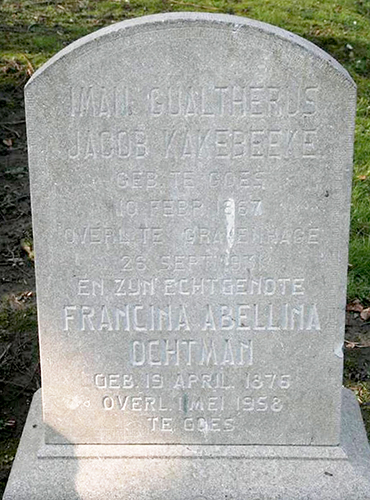 IMAN GUALTHERUS
JACOB KAKEBEEKE
GEB. TE GOES
10 FEBR. 1867
OVERL. TE GRAVENHAGE
26 SEPT.
EN ZIJN ECHTGENOTE
FRANCINA ABELLINA
OCHTMAN
GEB. 19 APRIL. 1876
OVERL. 1 MEI 1958
TE GOES